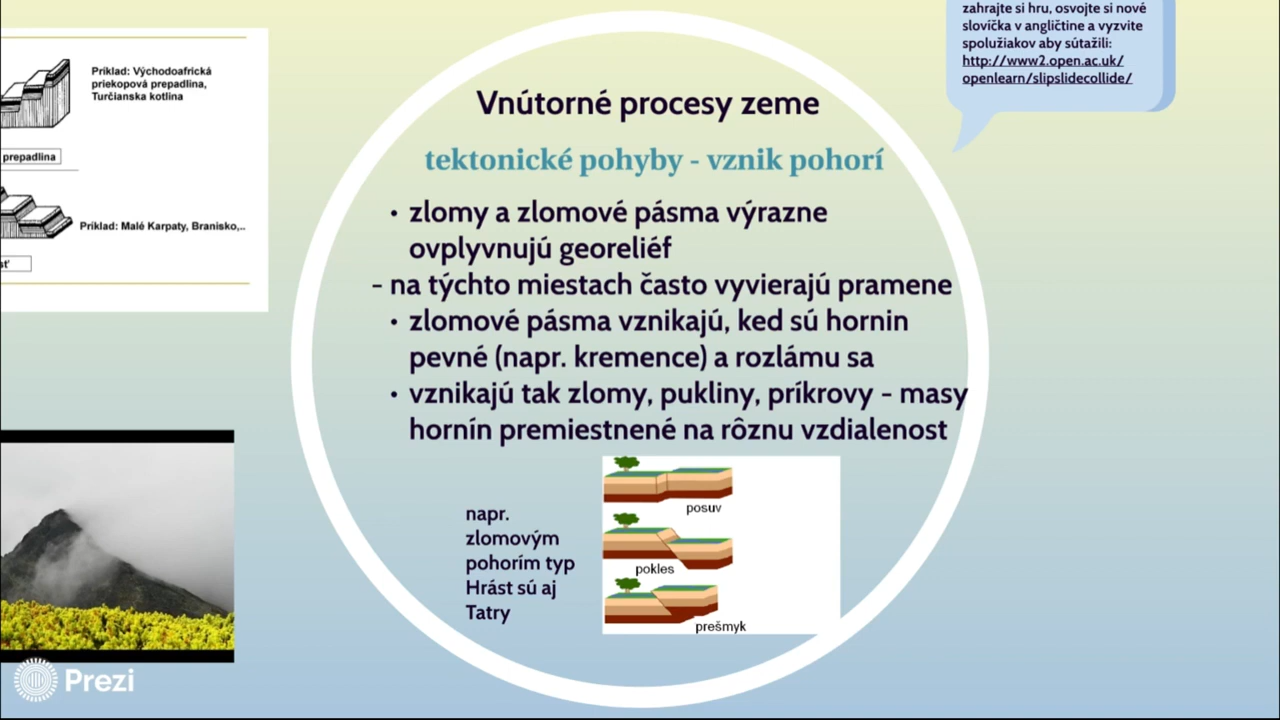 zahrajte si hru, osvojte si nové
slovíčka v angličtine a vyzvite
spolužiakov aby sútažili:
http://www2.open.ac.uk/
openlearn/slipslidecollide/
Príklad: Východoafrická
priekopová prepadlina,
Turčianska kotlina
prepadlina
Príklad: Malé Karpaty, Branisko,..
sť
Vnútorné procesy zeme
tektonické pohyby - vznik pohorí
• zlomy a zlomové pásma výrazne
ovplyvnujú georeliéf
- na týchto miestach často vyvierajú pramene
• zlomové pásma vznikajú, ked sú hornin
pevné (napr. kremence) a rozlámu sa
• vznikajú tak zlomy, pukliny, príkrovy - masy
hornín premiestnené na rôznu vzdialenost
napr.
zlomovým
pohorím typ
Hrást sú aj
Tatry
posuv
pokles
prešmyk
Prezi